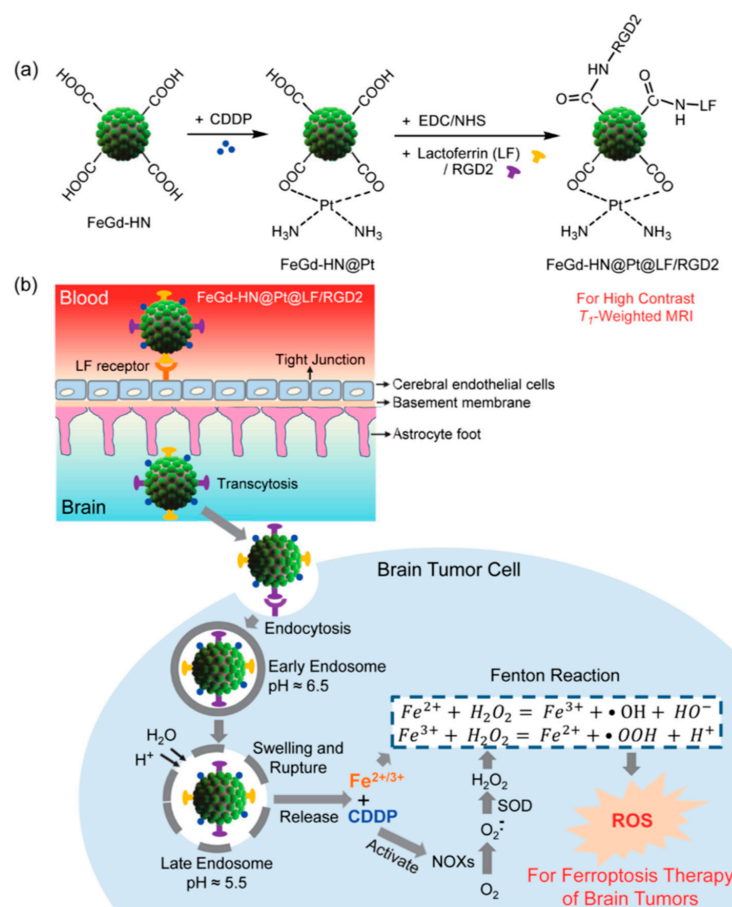 (a)
HOOC
COOH
HOOC
COOH
FeGd-HN
+ CDDP
HOOC
COOH
OC
COO
Pt
H₃N
NH₃
FeGd-HN@Pt
+ EDC/NHS
+ Lactoferrin (LF)
/ RGD2
RGD2
HN
O
C
O
C
N
H
LF
OC
COO
Pt
H₃N
NH₃
FeGd-HN@Pt@LF/RGD2
For High Contrast
T₁-Weighted MRI
(b)
Blood
FeGd-HN@Pt@LF/RGD2
LF receptor
Tight Junction
Cerebral endothelial cells
Basement membrane
Astrocyte foot
Transcytosis
Brain
Brain Tumor Cell
Endocytosis
Early Endosome
pH ≈ 6.5
Fenton Reaction
Fe²⁺ + H₂O₂ = Fe³⁺ + •OH + HO⁻
Fe³⁺ + H₂O₂ = Fe²⁺ + •OOH + H⁺
H₂O
H⁺
Swelling and
Rupture
Release
Fe²⁺/³⁺
+
CDDP
Activate
NOXs
H₂O₂
SOD
O₂•⁻
O₂
ROS
Late Endosome
pH ≈ 5.5
For Ferroptosis Therapy
of Brain Tumors